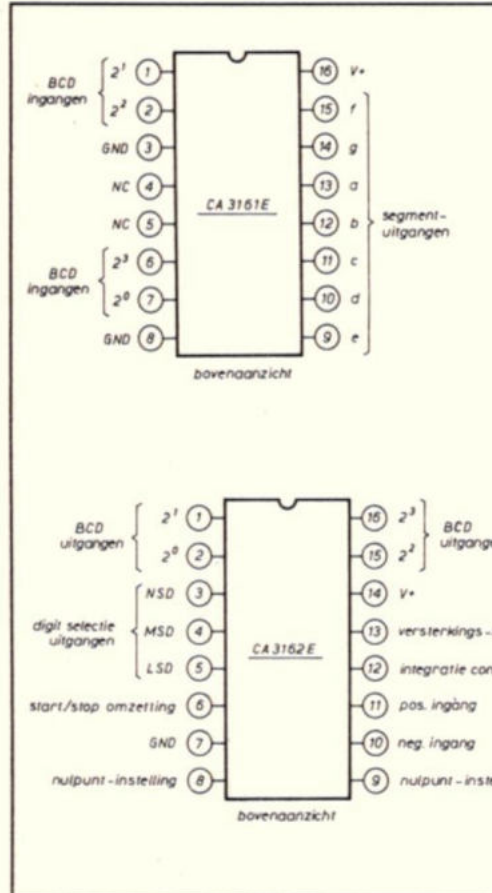 BCD ingangen
2¹ 1
2² 2
GND 3
NC 4
NC 5
BCD ingangen
2³ 6
2⁰ 7
GND 8
CA 3161E
16 V+
15 f
14 g
13 a
12 b
11 c
10 d
9 e
segment-
uitgangen
bovenaanzicht
BCD
uitgangen
2¹ 1
2⁰ 2
digit selectie
uitgangen
NSD 3
MSD 4
LSD 5
start/stop omzetting 6
GND 7
nulpunt-instelling 8
CA 3162E
16 2³
15 2²
BCD
14 V+
13 versterkings-
12 integratie
11 pos. ingang
10 neg. ingang
9
bovenaanzicht